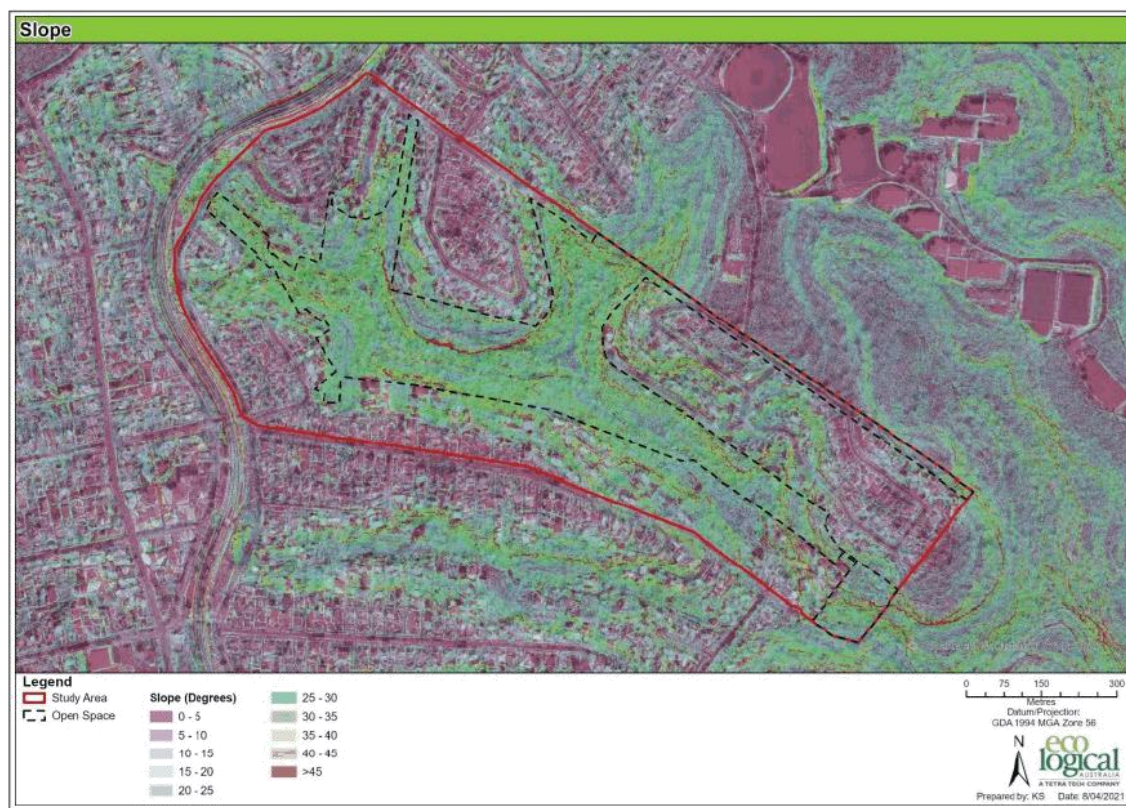 Slope
Legend
Study Area
Open Space
Slope (Degrees)
0 - 5
5 - 10
10 - 15
15 - 20
20 - 25
25 - 30
30 - 35
35 - 40
40 - 45
>45
0 75 150 300
Metres
Datum/Projection:
GDA 1994 MGA Zone 56
N
eco
logical
AUSTRALIA
A TETRA TECH COMPANY
Prepared by: KS Date: 8/04/2021